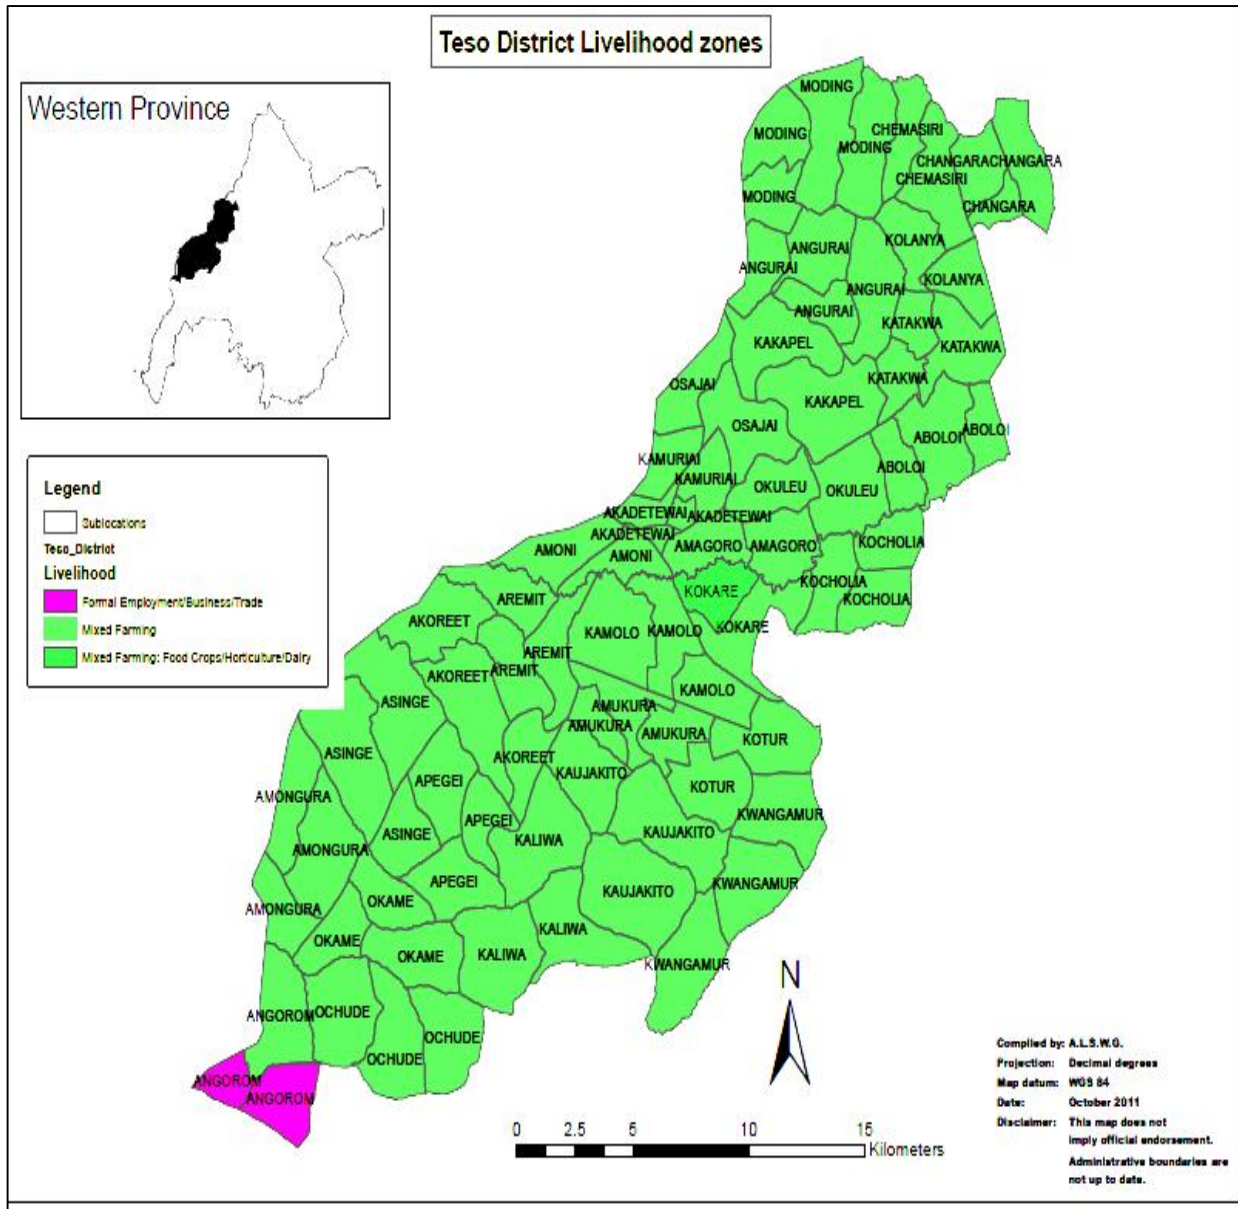 Teso District Livelihood zones
Western Province
Legend
Sublocations
Teso_District
Livelihood
Formal Employment/Business/Trade
Mixed Farming
Mixed Farming: Food Crops/Horticulture/Dairy
MODING
MODING
CHEMASIRI
MODING
CHANGARA
CHANGARA
CHEMASIRI
MODING
CHANGARA
KOLANYA
ANGURAI
ANGURAI
KOLANYA
ANGURAI
ANGURAI
KATAKWA
KAKAPEL
KATAKWA
OSAJAI
KATAKWA
KAKAPEL
OSAJAI
ABOLOI
ABOLOI
KAMURIAI
ABOLOI
KAMURIAI
OKULEU
OKULEU
AKADETEWAI
AKADETEWAI
AKADETEWAI
AMONI
AMONI
AMAGORO
AMAGORO
KOCHOLIA
KOCHOLIA
KOKARE
KOCHOLIA
AREMIT
AKOREET
KAMOLO
KAMOLO
KOKARE
AREMIT
AREMIT
AKOREET
KAMOLO
ASINGE
AMUKURA
AMUKURA
AMUKURA
KOTUR
ASINGE
AKOREET
KAUJAKITO
APEGEI
KOTUR
AMONGURA
KWANGAMUR
APEGEI
ASINGE
KAUJAKITO
KALIWA
AMONGURA
APEGEI
KWANGAMUR
KAUJAKITO
OKAME
AMONGURA
KALIWA
OKAME
OKAME
KALIWA
KWANGAMUR
ANGOROM
OCHUDE
OCHUDE
OCHUDE
ANGOROM
ANGOROM
N
0 2.5 5 10 15
Kilometers
Compiled by: A.L.S.W.G.
Projection: Decimal degrees
Map datum: WGS 84
Date: October 2011
Disclaimer: This map does not
imply official endorsement.
Administrative boundaries are
not up to date.